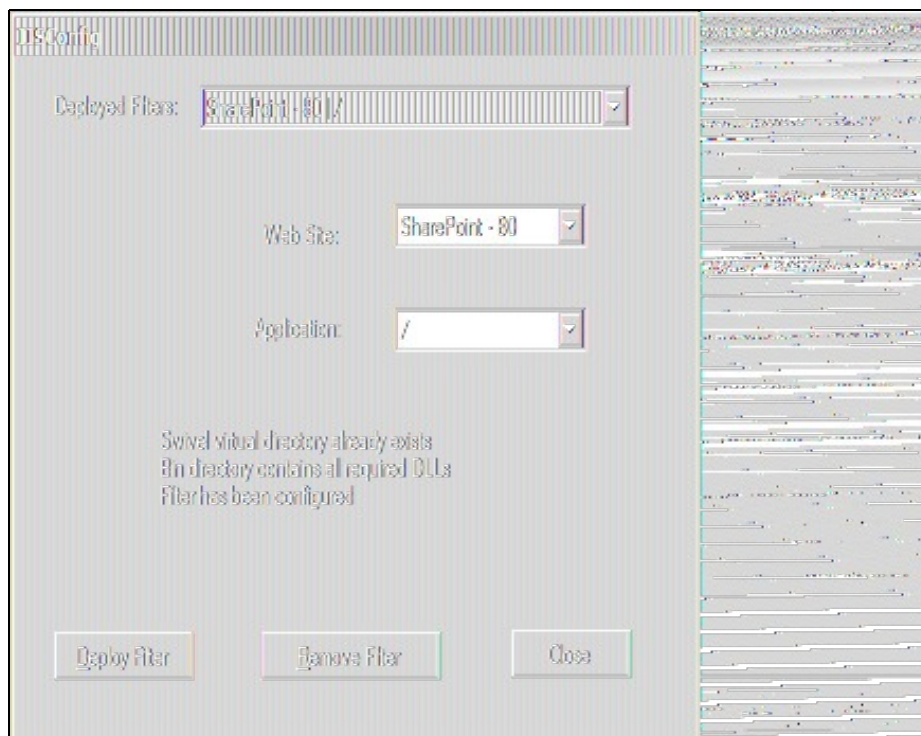 IISConfig
Deployed Filters: SharePoint - 80 | /
Web Site: SharePoint - 80
Application: /
Swivel virtual directory already exists
Bin directory contains all required DLLs
Filter has been configured
Deploy Filter Remove Filter Close